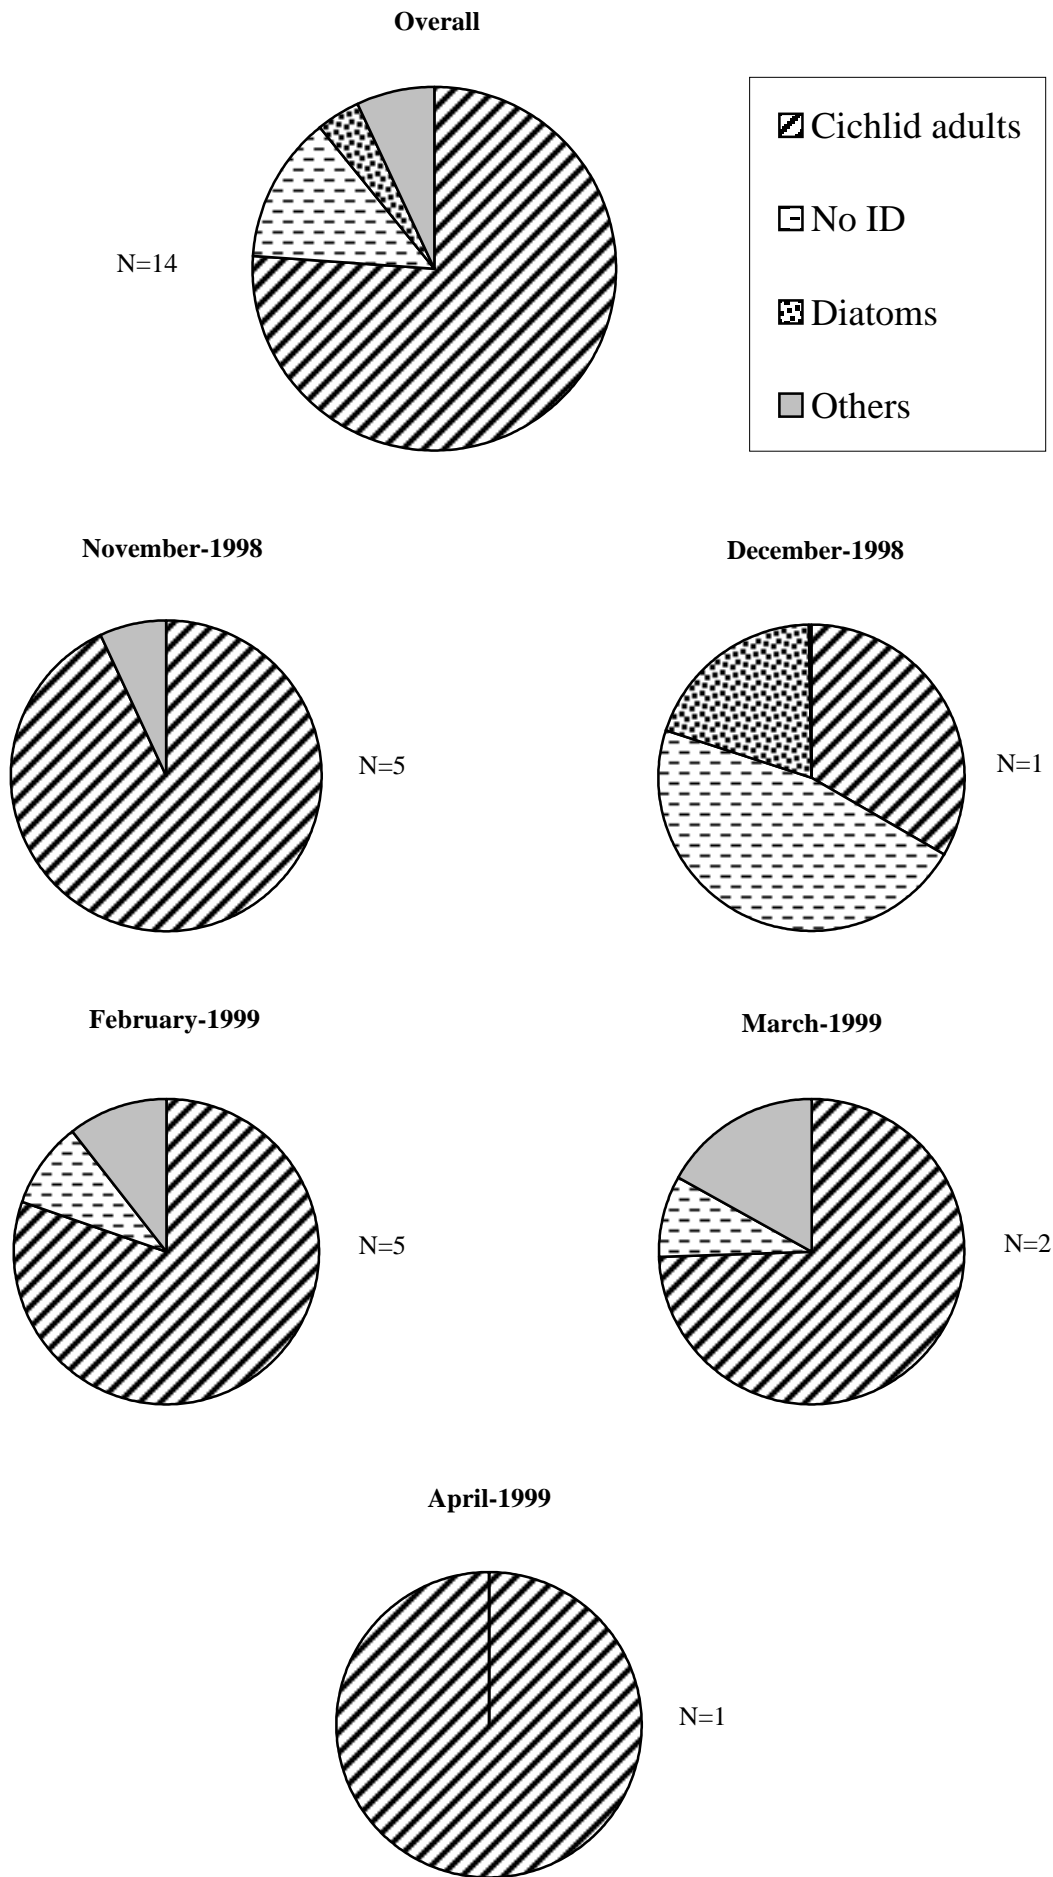 Overall
Cichlid adults
No ID
Diatoms
Others
N=14
November-1998
December-1998
N=5
N=1
February-1999
March-1999
N=5
N=2
April-1999
N=1